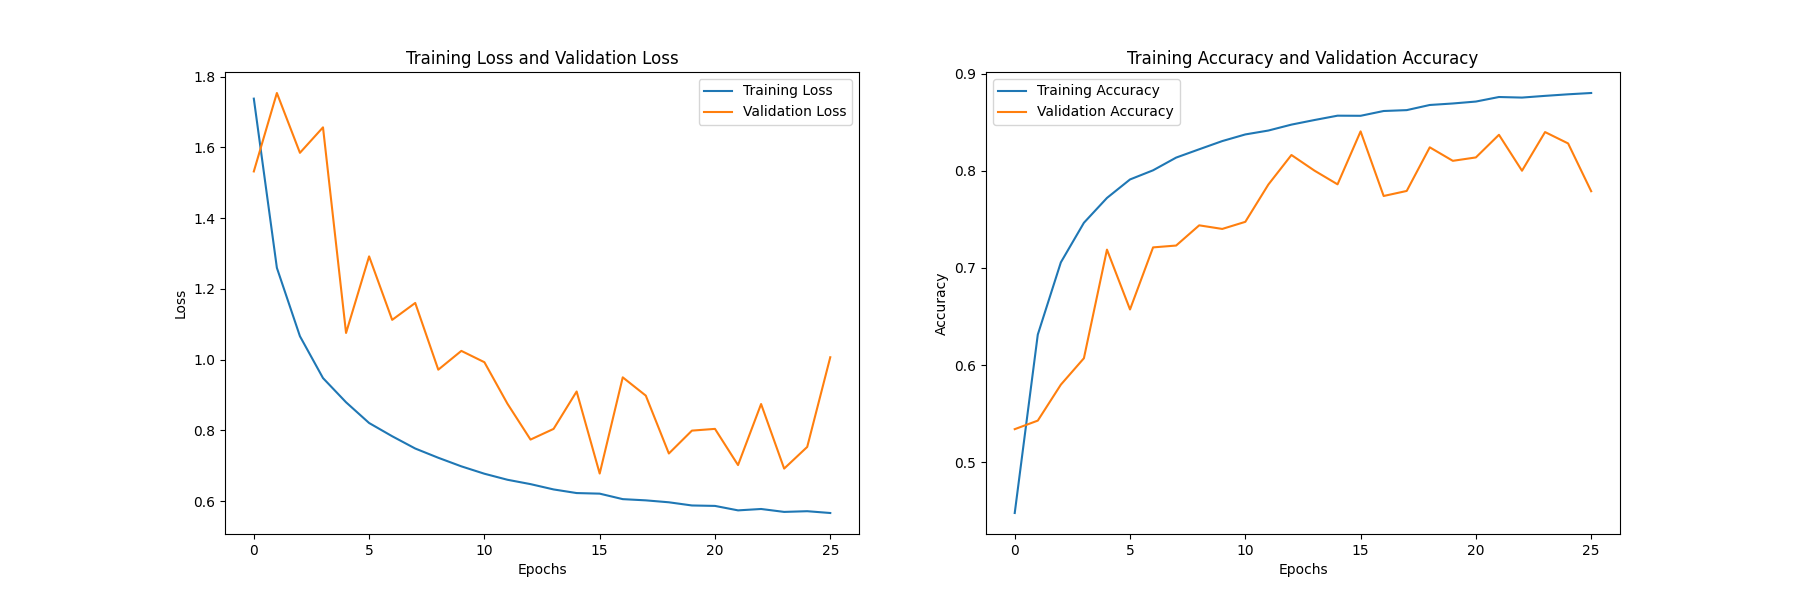 Training Loss and Validation Loss
1.8
1.6
1.4
1.2
1.0
0.8
0.6
Loss
0 5 10 15 20 25
Epochs
Training Loss
Validation Loss
Training Accuracy and Validation Accuracy
0.9
0.8
0.7
0.6
0.5
Accuracy
0 5 10 15 20 25
Epochs
Training Accuracy
Validation Accuracy